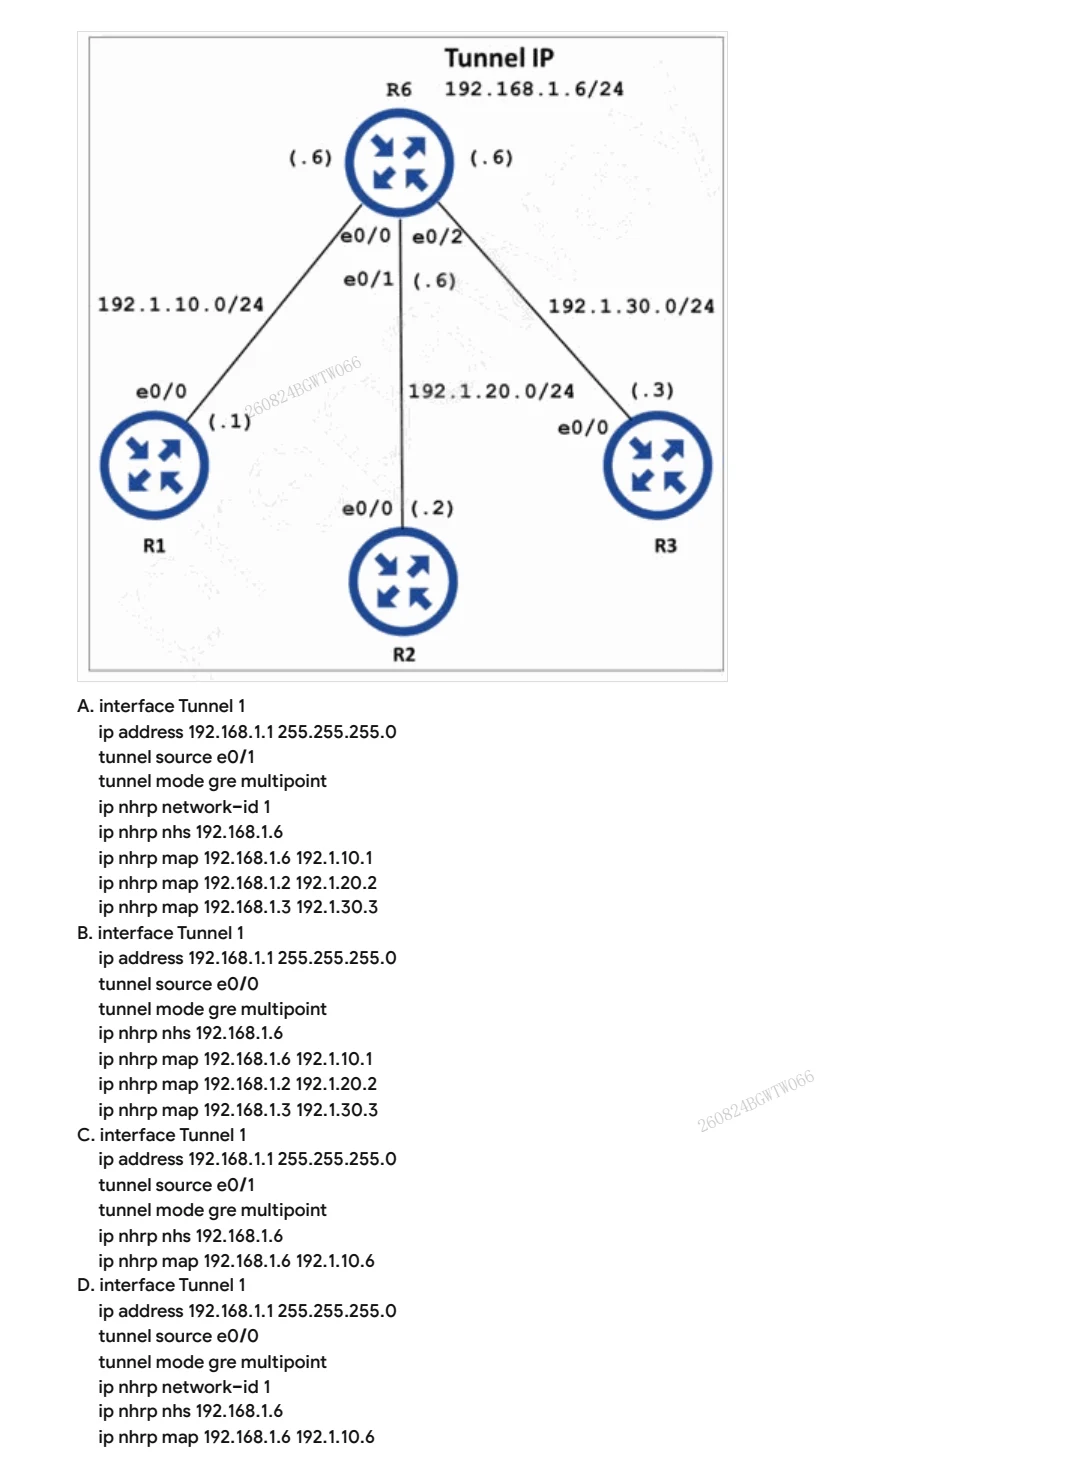 Tunnel IP
R6 192.168.1.6/24
(.6) (.6)
e0/0 e0/2
e0/1 (.6)
192.1.10.0/24 192.1.30.0/24
260824BGWTW066
e0/0 192.1.20.0/24 (.3)
(.1) e0/0
e0/0 (.2)
R1 R3
R2
A. interface Tunnel 1
ip address 192.168.1.1 255.255.255.0
tunnel source e0/1
tunnel mode gre multipoint
ip nhrp network-id 1
ip nhrp nhs 192.168.1.6
ip nhrp map 192.168.1.6 192.1.10.1
ip nhrp map 192.168.1.2 192.1.20.2
ip nhrp map 192.168.1.3 192.1.30.3
B. interface Tunnel 1
ip address 192.168.1.1 255.255.255.0
tunnel source e0/0
tunnel mode gre multipoint
ip nhrp nhs 192.168.1.6
ip nhrp map 192.168.1.6 192.1.10.1
ip nhrp map 192.168.1.2 192.1.20.2
ip nhrp map 192.168.1.3 192.1.30.3
260824BGWTW066
C. interface Tunnel 1
ip address 192.168.1.1 255.255.255.0
tunnel source e0/1
tunnel mode gre multipoint
ip nhrp nhs 192.168.1.6
ip nhrp map 192.168.1.6 192.1.10.6
D. interface Tunnel 1
ip address 192.168.1.1 255.255.255.0
tunnel source e0/0
tunnel mode gre multipoint
ip nhrp network-id 1
ip nhrp nhs 192.168.1.6
ip nhrp map 192.168.1.6 192.1.10.6